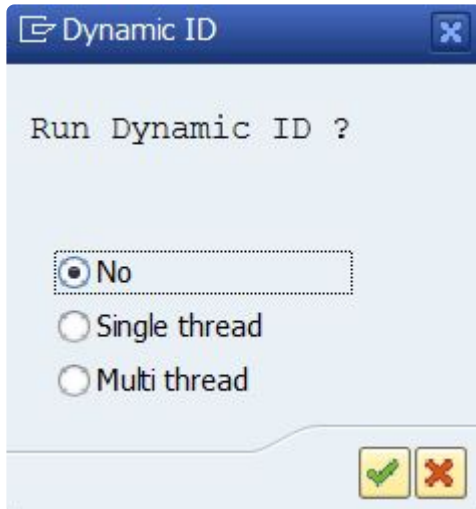 Dynamic ID
Run Dynamic ID ?
No
Single thread
Multi thread